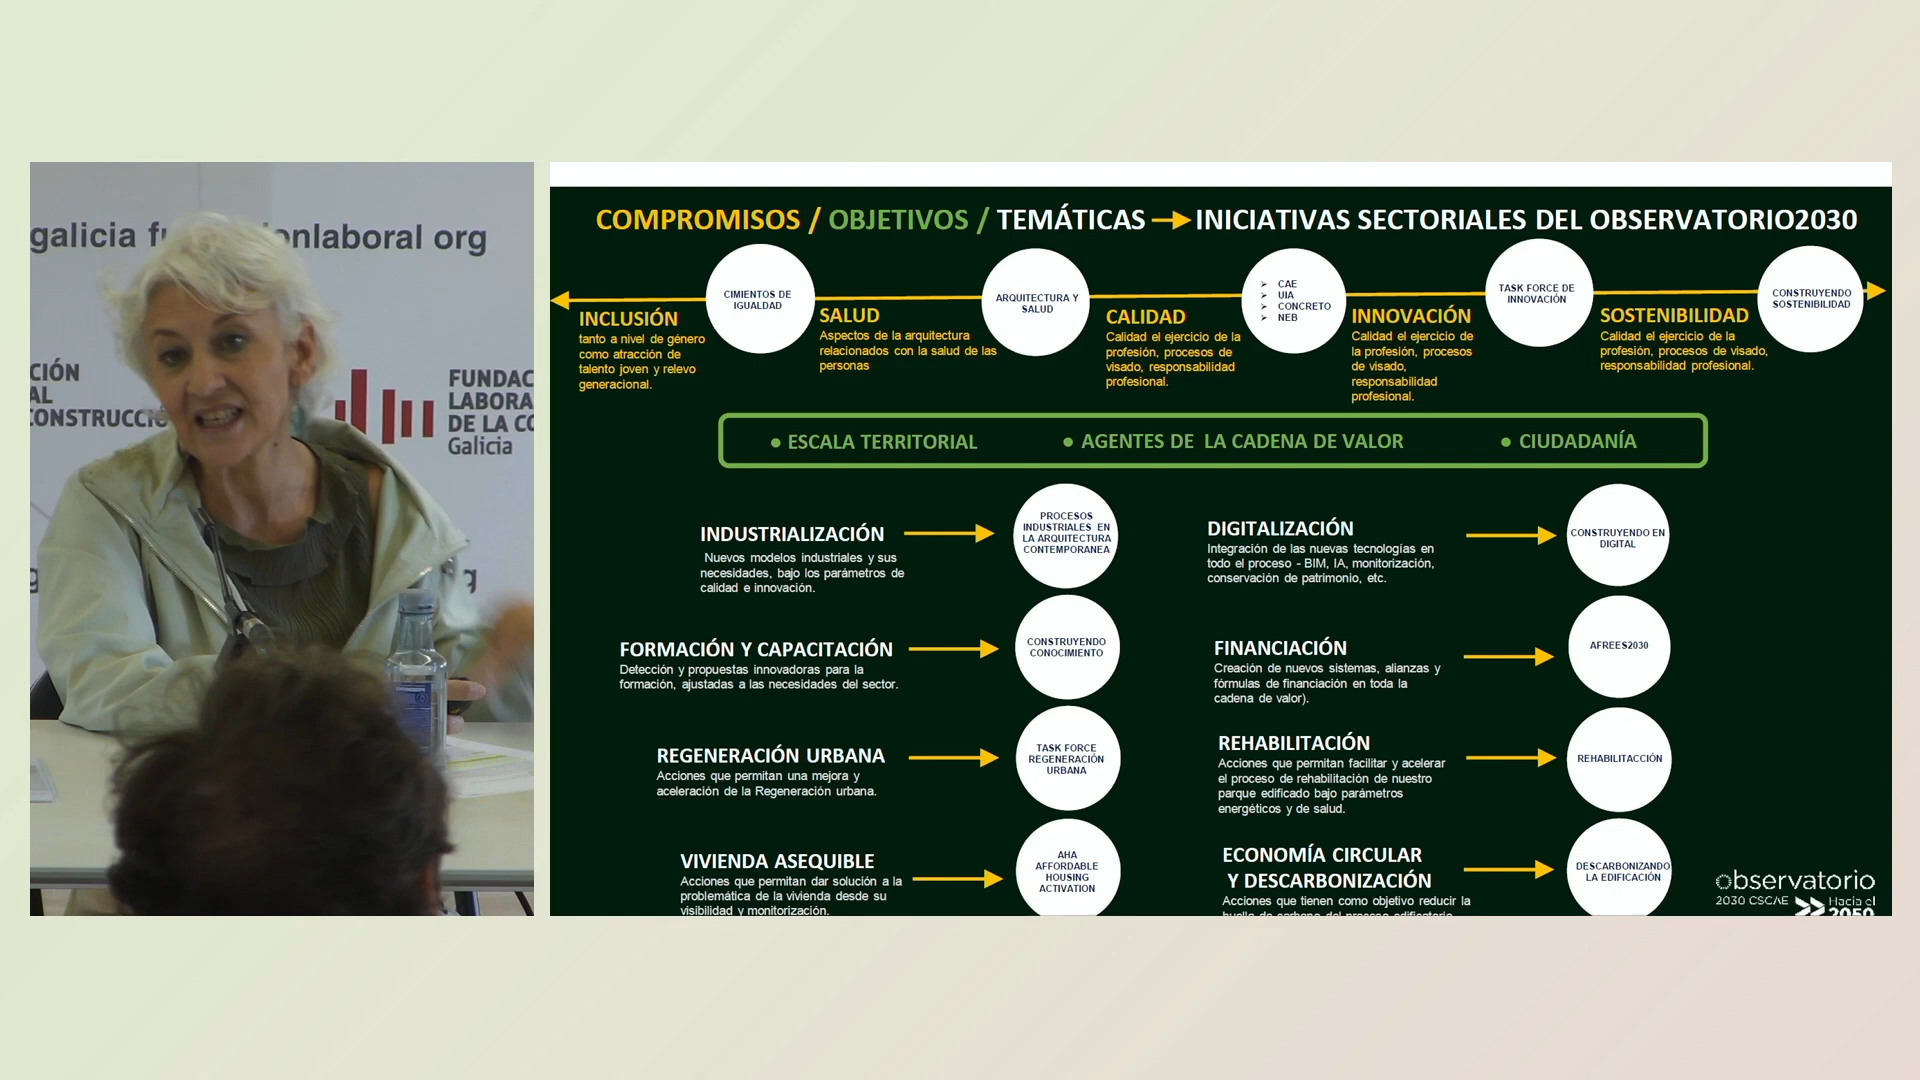 galicia f
onlaboral org
CIÓN
AL
CONSTRUCCIÓ
FUNDAC
LABORA
DE LA CO
Galicia
COMPROMISOS / OBJETIVOS / TEMÁTICAS INICIATIVAS SECTORIALES DEL OBSERVATORIO2030
CIMIENTOS DE
IGUALDAD
ARQUITECTURA Y
SALUD
CAE
UIA
CONCRETO
NEB
TASK FORCE DE
INNOVACIÓN
CONSTRUYENDO
SOSTENIBILIDAD
INCLUSIÓN
tanto a nivel de género
como atracción de
talento joven y relevo
generacional.
SALUD
Aspectos de la arquitectura
relacionados con la salud de las
personas
CALIDAD
Calidad el ejercicio de la
profesión, procesos de
visado, responsabilidad
profesional.
INNOVACIÓN
Calidad el ejercicio de
la profesión, procesos
de visado,
responsabilidad
profesional.
SOSTENIBILIDAD
Calidad el ejercicio de la
profesión, procesos de visado,
responsabilidad profesional.
• ESCALA TERRITORIAL • AGENTES DE LA CADENA DE VALOR • CIUDADANÍA
INDUSTRIALIZACIÓN
Nuevos modelos industriales y sus
necesidades, bajo los parámetros de
calidad e innovación.
PROCESOS
INDUSTRIALES EN
LA ARQUITECTURA
CONTEMPORANEA
DIGITALIZACIÓN
Integración de las nuevas tecnologías en
todo el proceso - BIM, IA, monitorización,
conservación de patrimonio, etc.
CONSTRUYENDO EN
DIGITAL
FORMACIÓN Y CAPACITACIÓN
Detección y propuestas innovadoras para la
formación, ajustadas a las necesidades del sector.
CONSTRUYENDO
CONOCIMIENTO
FINANCIACIÓN
Creación de nuevos sistemas, alianzas y
fórmulas de financiación en toda la
cadena de valor).
AFREES2030
REGENERACIÓN URBANA
Acciones que permitan una mejora y
aceleración de la Regeneración urbana.
TASK FORCE
REGENERACIÓN
URBANA
REHABILITACIÓN
Acciones que permitan facilitar y acelerar
el proceso de rehabilitación de nuestro
parque edificado bajo parámetros
energéticos y de salud.
REHABILITACCIÓN
VIVIENDA ASEQUIBLE
Acciones que permitan dar solución a la
problemática de la vivienda desde su
visibilidad y monitorización.
AHA
AFFORDABLE
HOUSING
ACTIVATION
ECONOMÍA CIRCULAR
Y DESCARBONIZACIÓN
Acciones que tienen como objetivo reducir la
huella de carbono del proceso edificatorio
DESCARBONIZANDO
LA EDIFICACIÓN
observatorio
2030 CSCAE Hacia el
2050